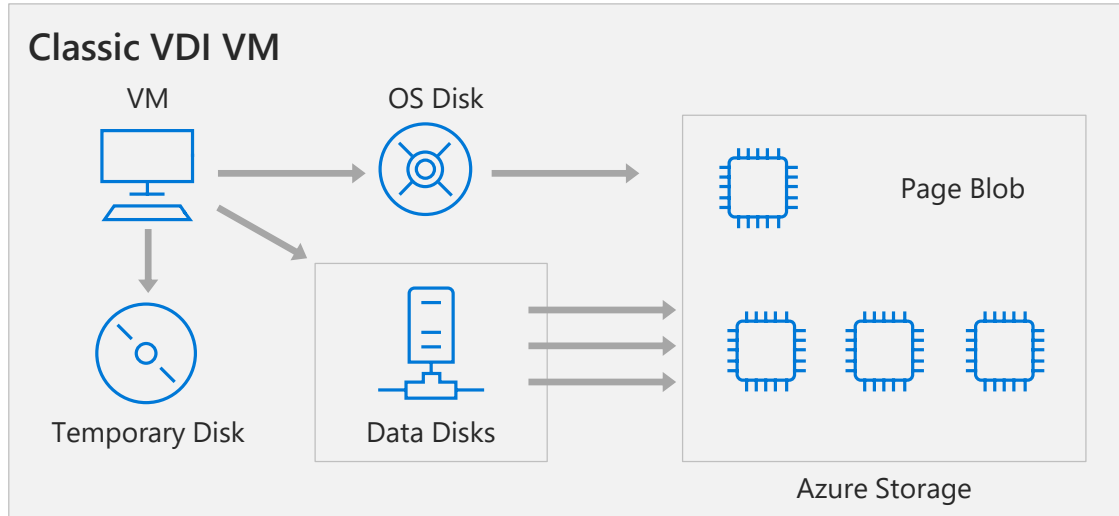 Classic VDI VM
VM
OS Disk
Page Blob
Temporary Disk
Data Disks
Azure Storage